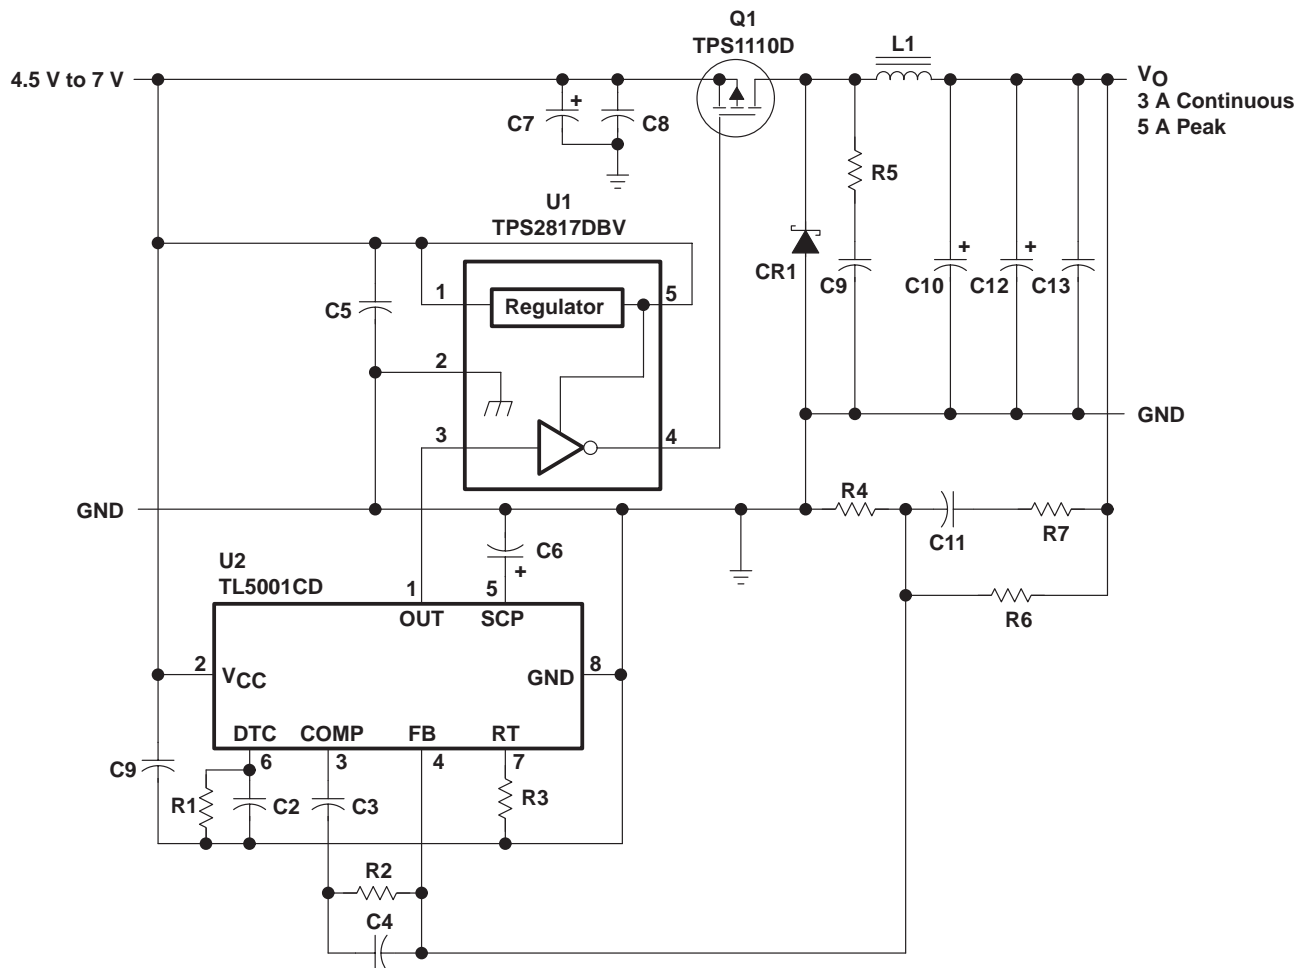 Q1
TPS1110D
L1
4.5 V to 7 V
VO
3 A Continuous
5 A Peak
+
C7
C8
R5
U1
TPS2817DBV
+
+
CR1
C9
C10
C12
C13
C5
1
Regulator
5
2
3
4
GND
GND
R4
C11
R7
R6
C6
+
U2
TL5001CD
1
5
OUT
SCP
2
VCC
GND
8
DTC
COMP
FB
RT
6
3
4
7
C9
R1
C2
C3
R3
R2
C4